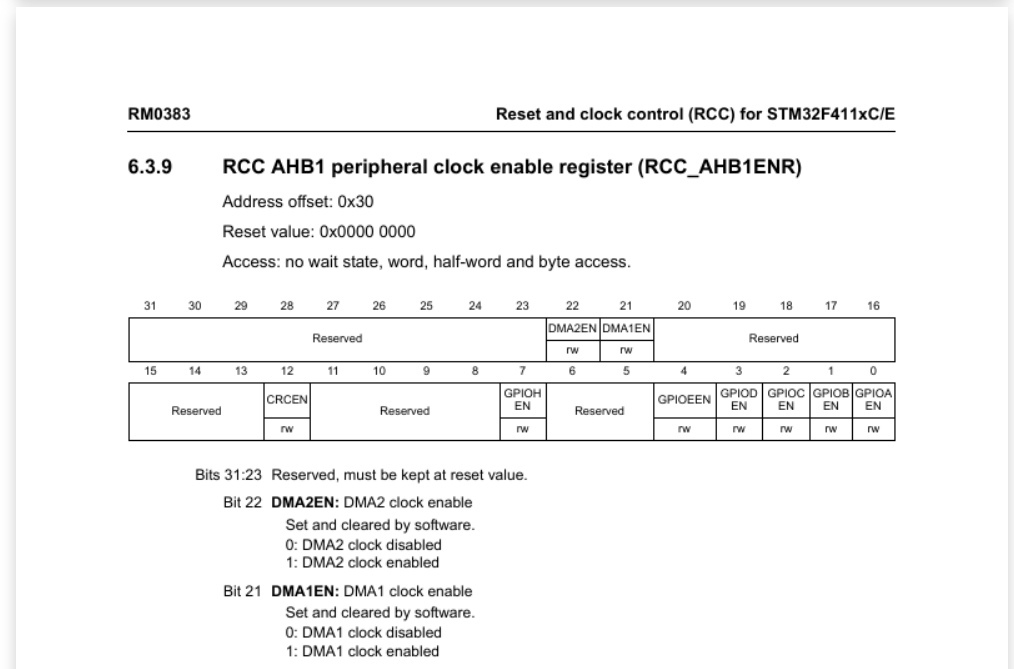 RM0383 Reset and clock control (RCC) for STM32F411xC/E
6.3.9 RCC AHB1 peripheral clock enable register (RCC_AHB1ENR)
Address offset: 0x30
Reset value: 0x0000 0000
Access: no wait state, word, half-word and byte access.
31 30 29 28 27 26 25 24 23 22 21 20 19 18 17 16
Reserved DMA2EN DMA1EN Reserved
rw rw
15 14 13 12 11 10 9 8 7 6 5 4 3 2 1 0
Reserved CRCEN Reserved GPIOH EN Reserved GPIOEEN GPIOD EN GPIOC EN GPIOB EN GPIOA EN
rw rw rw rw rw rw rw
Bits 31:23 Reserved, must be kept at reset value.
Bit 22 DMA2EN: DMA2 clock enable
Set and cleared by software.
0: DMA2 clock disabled
1: DMA2 clock enabled
Bit 21 DMA1EN: DMA1 clock enable
Set and cleared by software.
0: DMA1 clock disabled
1: DMA1 clock enabled